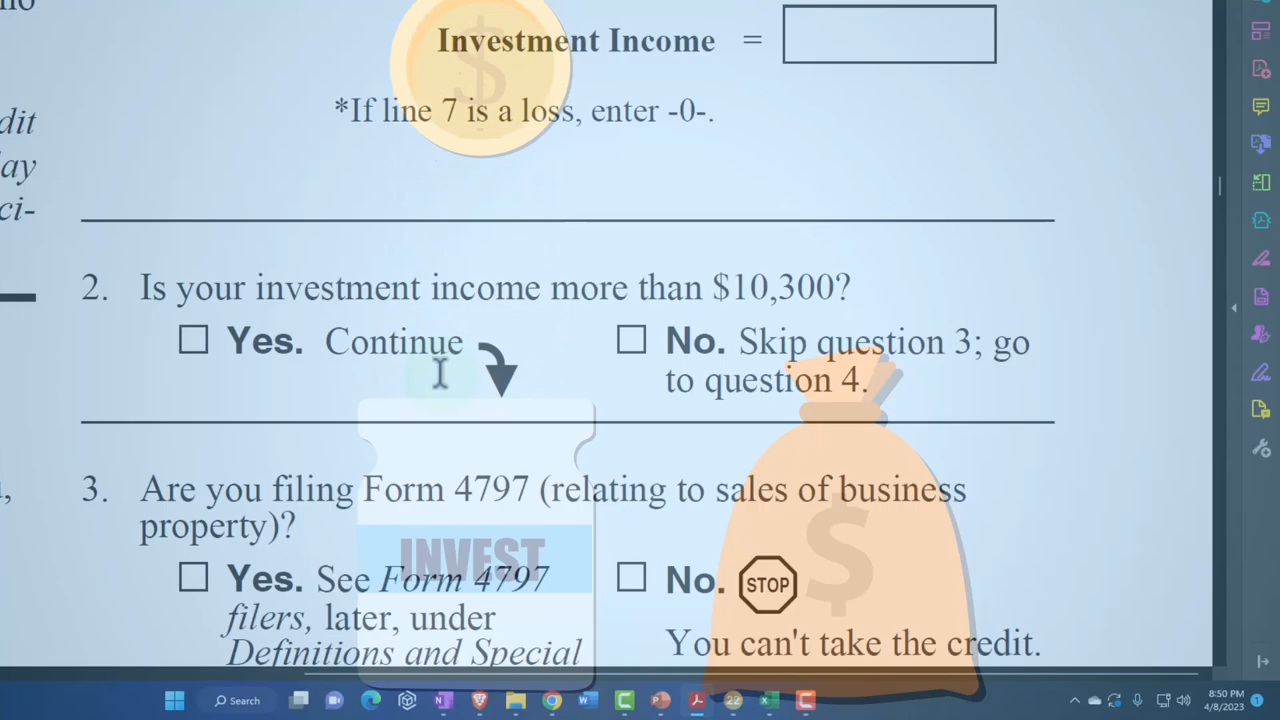 no
Investment Income =
*If line 7 is a loss, enter -0-.
dit
ay
ci-
2. Is your investment income more than $10,300?
Yes. Continue
No. Skip question 3; go
to question 4.
3. Are you filing Form 4797 (relating to sales of business
property)?
Yes. See Form 4797
filers, later, under
Definitions and Special
No. STOP
You can't take the credit.
INVEST
$
$
Search
8:50 PM
4/8/2023